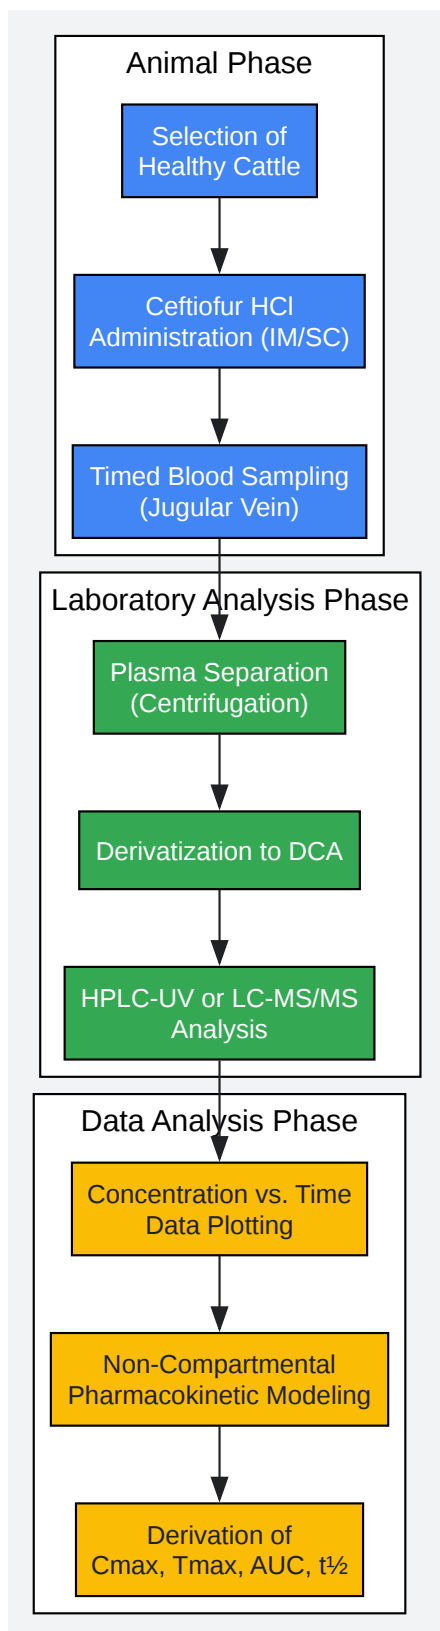 Animal Phase
Selection of
Healthy Cattle
Ceftiofur HCl
Administration (IM/SC)
Timed Blood Sampling
(Jugular Vein)
Laboratory Analysis Phase
Plasma Separation
(Centrifugation)
Derivatization to DCA
HPLC-UV or LC-MS/MS
Analysis
Data Analysis Phase
Concentration vs. Time
Data Plotting
Non-Compartmental
Pharmacokinetic Modeling
Derivation of
Cmax, Tmax, AUC, t½